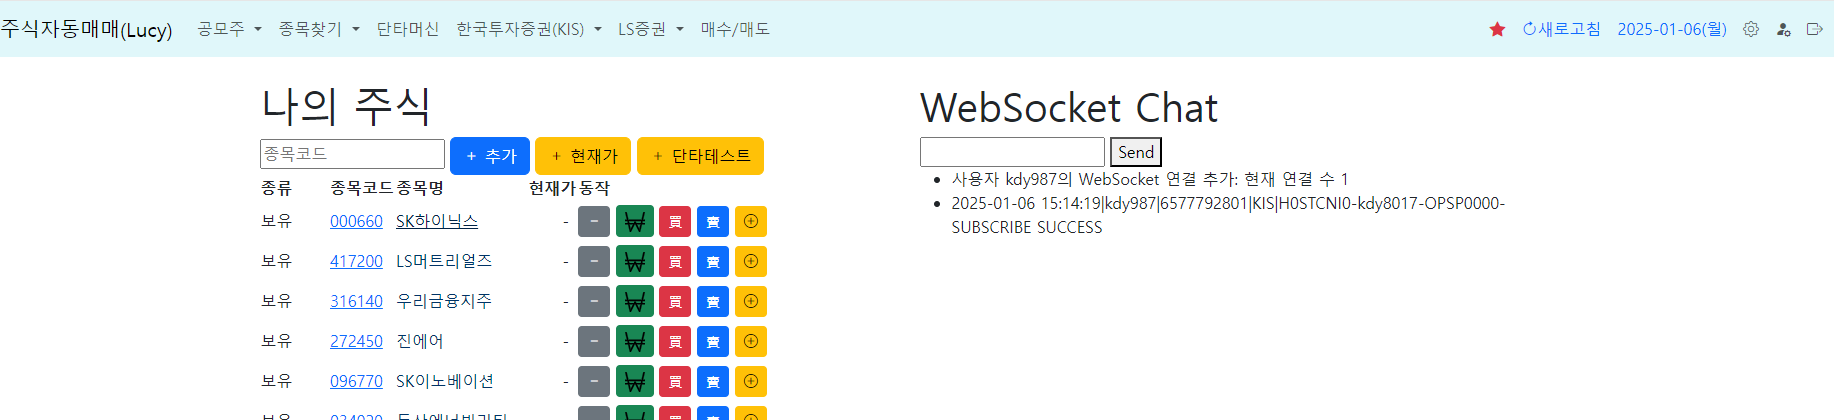 주식자동매매(Lucy) 공모주 종목찾기 단타머신 한국투자증권(KIS) LS증권 매수/매도 새로고침 2025-01-06(월)
나의 주식
종목코드 + 추가 + 현재가 + 단타테스트
종류 종목코드 종목명 현재가 동작
보유 000660 SK하이닉스 - - ₩ 買 賣
보유 417200 LS머트리얼즈 - - ₩ 買 賣
보유 316140 우리금융지주 - - ₩ 買 賣
보유 272450 진에어 - - ₩ 買 賣
보유 096770 SK이노베이션 - - ₩ 買 賣
WebSocket Chat
Send
사용자 kdy987의 WebSocket 연결 추가: 현재 연결 수 1
2025-01-06 15:14:19|kdy987|6577792801|KIS|H0STCNI0-kdy8017-OPSP0000-
SUBSCRIBE SUCCESS